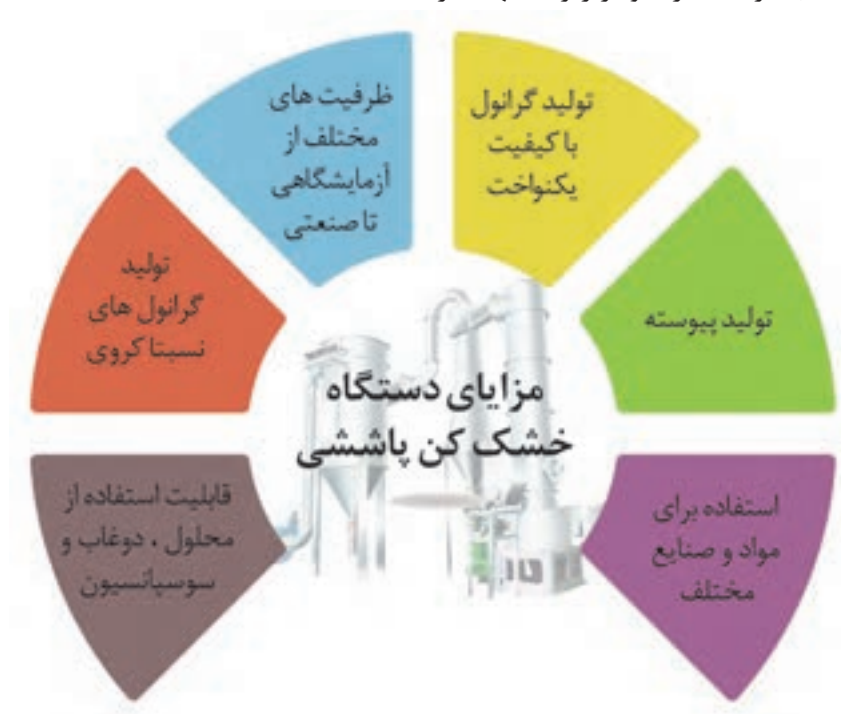 مزایای دستگاه
خشک کن پاششی
استفاده برای
مواد و صنایع
مختلف
تولید پیوسته
تولید گرانول
با کیفیت
یکنواخت
ظرفیت های
مختلف از
آزمایشگاهی
تا صنعتی
تولید
گرانول های
نسبتا کروی
قابلیت استفاده از
محلول ، دوغاب و
سوسپانسیون